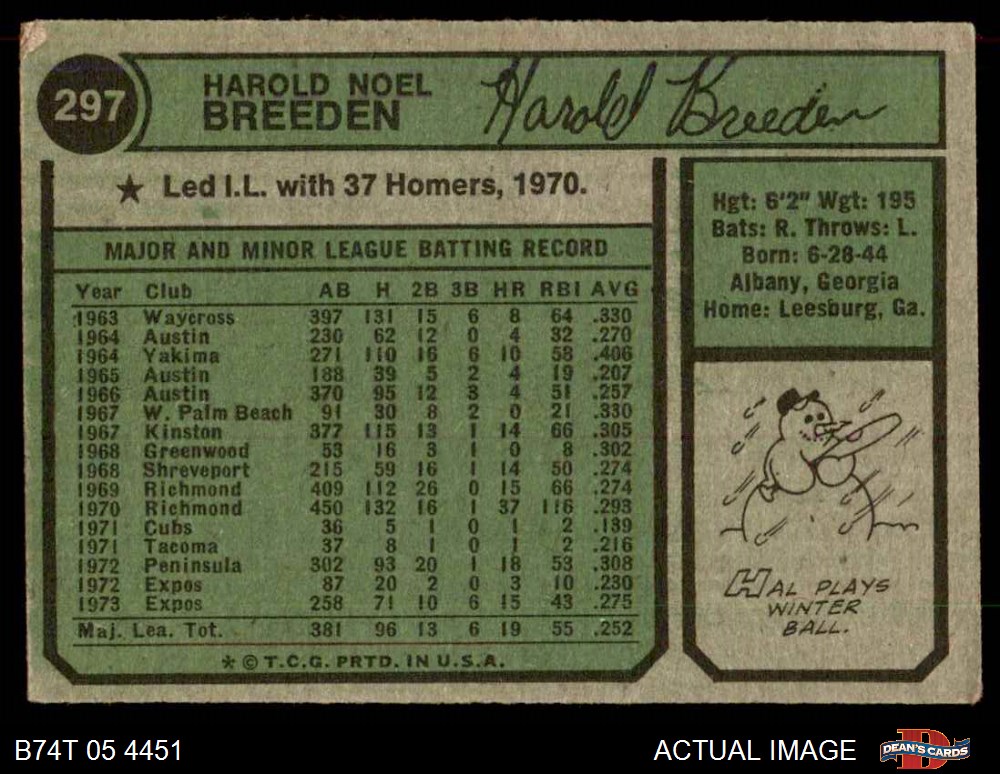 297
HAROLD NOEL
BREEDEN
Harold Breeden
★ Led I.L. with 37 Homers, 1970.
MAJOR AND MINOR LEAGUE BATTING RECORD
Year Club AB H 2B 3B HR RBI AVG
1963 Waycross 397 131 15 6 8 64 .330
1964 Austin 230 62 12 0 4 32 .270
1964 Yakima 271 110 16 6 10 58 .406
1965 Austin 188 39 5 2 4 19 .207
1966 Austin 370 95 12 3 4 51 .257
1967 W. Palm Beach 91 30 8 2 0 21 .330
1967 Kinston 377 115 13 1 14 66 .305
1968 Greenwood 53 16 3 1 0 8 .302
1968 Shreveport 215 59 16 1 14 50 .274
1969 Richmond 409 112 26 0 15 66 .274
1970 Richmond 450 132 16 1 37 116 .293
1971 Cubs 36 5 1 0 1 2 .139
1971 Tacoma 37 8 1 0 1 2 .216
1972 Peninsula 302 93 20 1 18 53 .308
1972 Expos 87 20 2 0 3 10 .230
1973 Expos 258 71 10 6 15 43 .275
Maj. Lea. Tot. 381 96 13 6 19 55 .252
* © T.C.G. PRTD. IN U.S.A.
Hgt: 6'2" Wgt: 195
Bats: R. Throws: L.
Born: 6-28-44
Albany, Georgia
Home: Leesburg, Ga.
HAL PLAYS
WINTER
BALL.
B74T 05 4451
ACTUAL IMAGE
D
DEAN'S CARDS